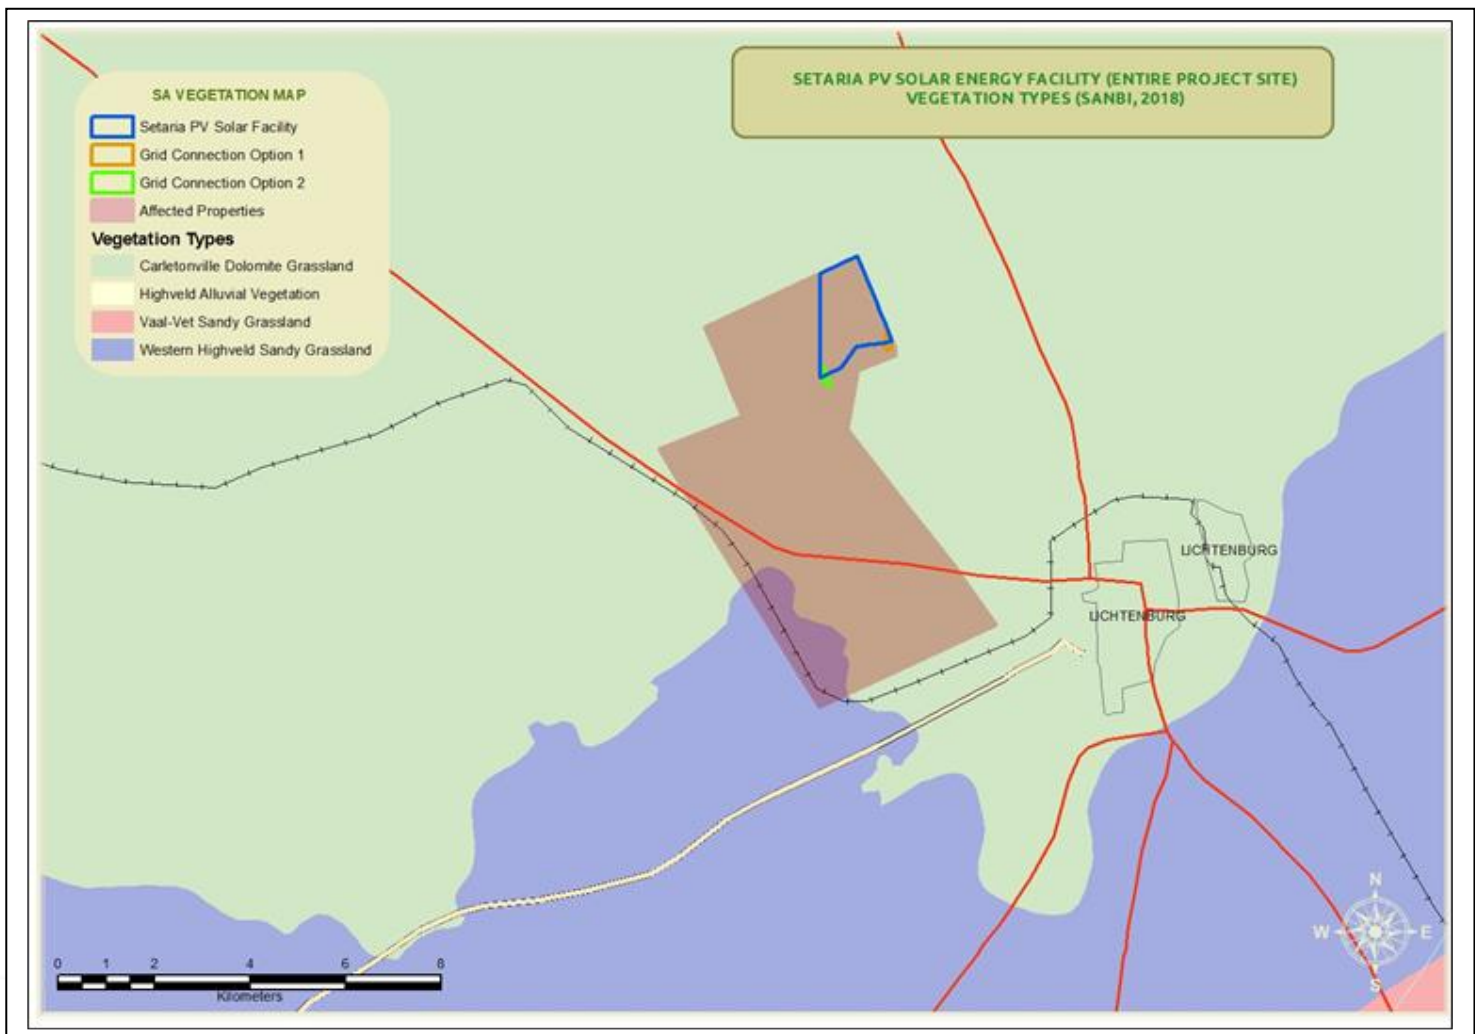 SETARIA PV SOLAR ENERGY FACILITY (ENTIRE PROJECT SITE)
VEGETATION TYPES (SANBI, 2018)
SA VEGETATION MAP
Setaria PV Solar Facility
Grid Connection Option 1
Grid Connection Option 2
Affected Properties
Vegetation Types
Carletonville Dolomite Grassland
Highveld Alluvial Vegetation
Vaal-Vet Sandy Grassland
Western Highveld Sandy Grassland
LICHTENBURG
LICHTENBURG
N
W E
S
0 1 2 4 6 8
Kilometers